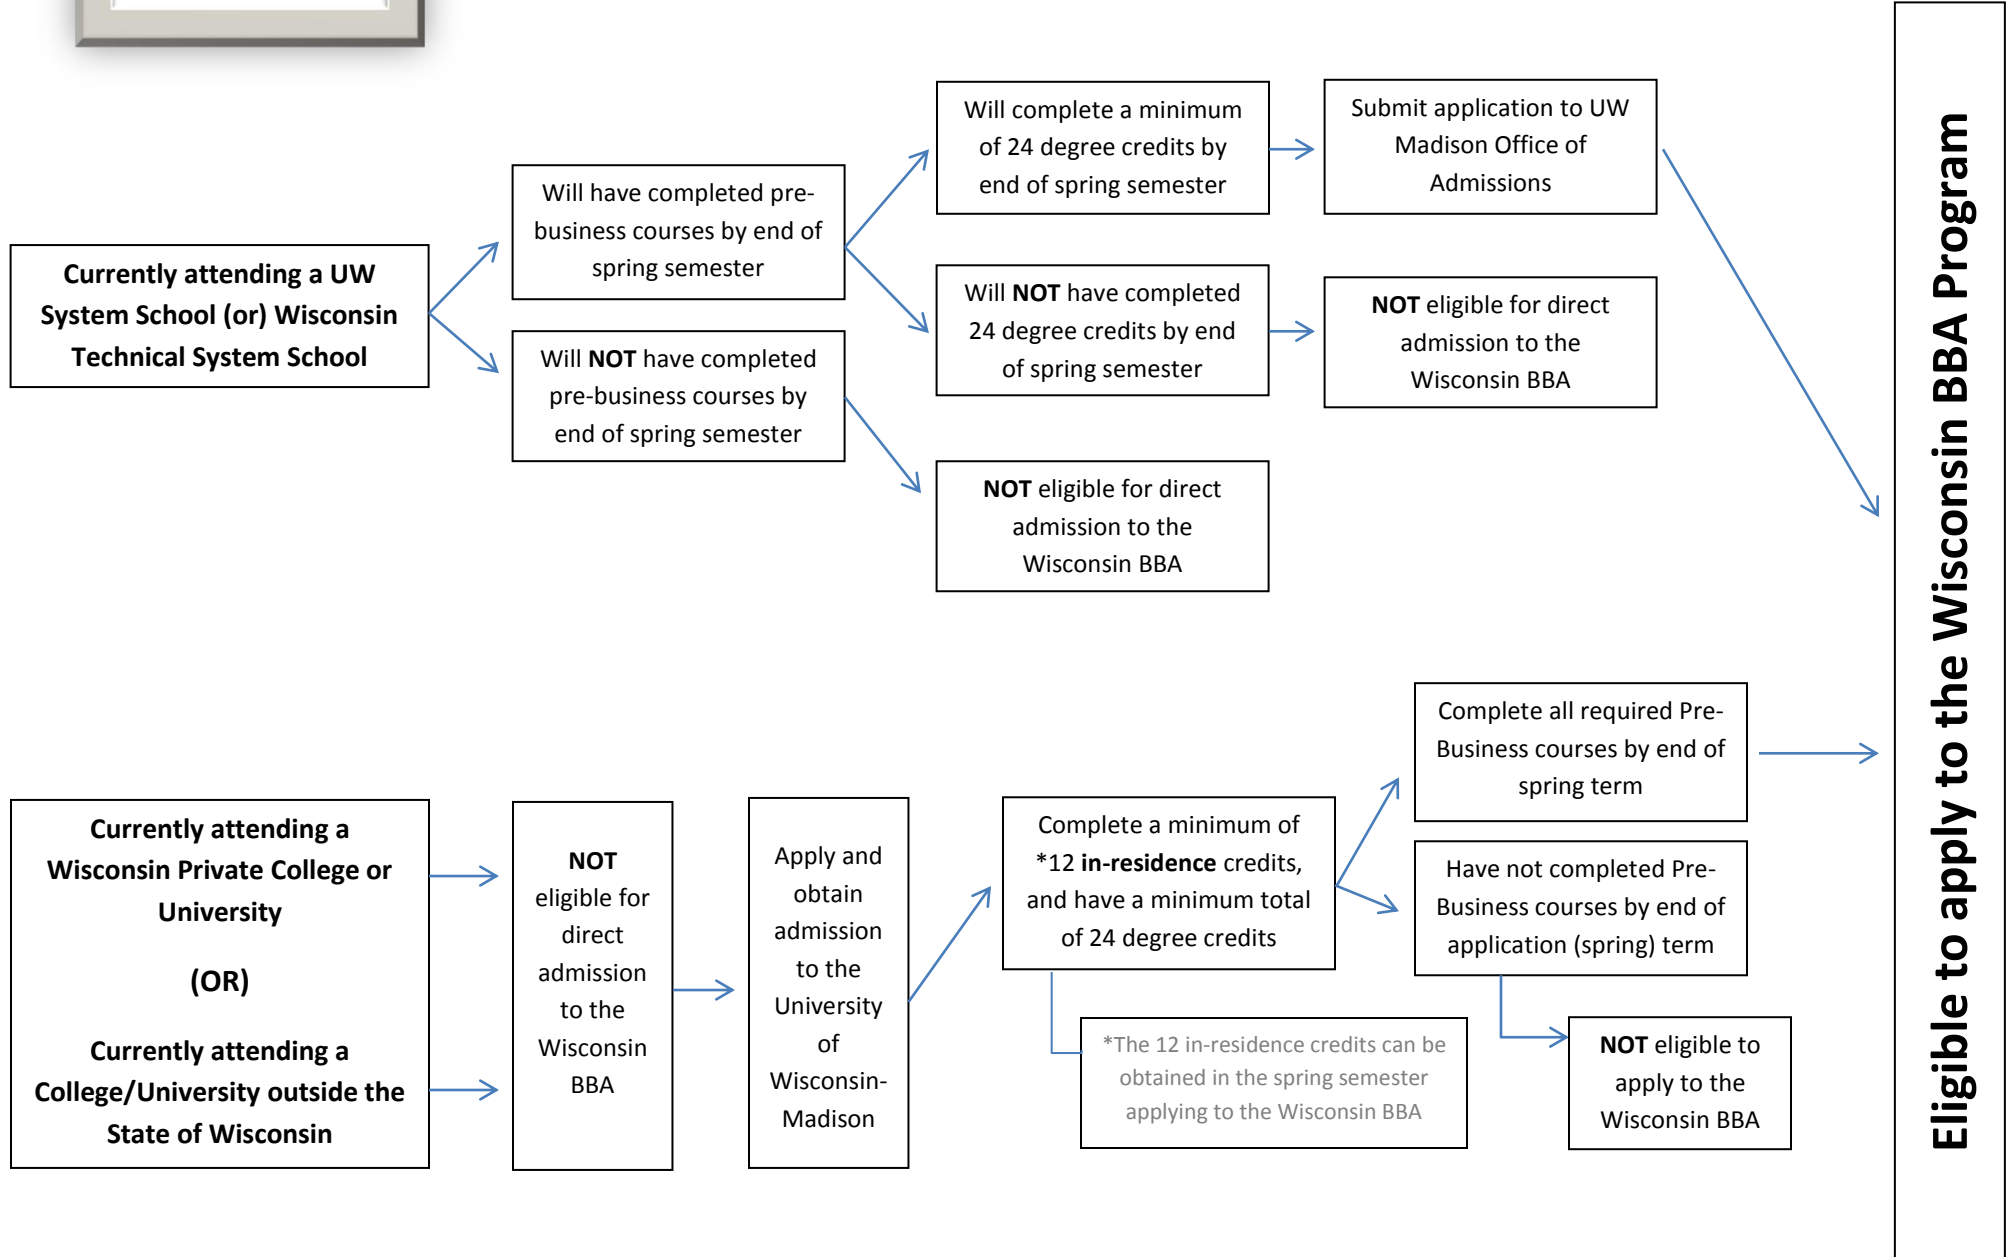 Currently attending a UW
System School (or) Wisconsin
Technical System School
Will have completed pre-
business courses by end of
spring semester
Will NOT have completed
pre-business courses by
end of spring semester
Will complete a minimum
of 24 degree credits by
end of spring semester
Submit application to UW
Madison Office of
Admissions
Will NOT have completed
24 degree credits by end
of spring semester
NOT eligible for direct
admission to the
Wisconsin BBA
NOT eligible for direct
admission to the
Wisconsin BBA
Currently attending a
Wisconsin Private College or
University
(OR)
Currently attending a
College/University outside the
State of Wisconsin
NOT
eligible for
direct
admission
to the
Wisconsin
BBA
Apply and
obtain
admission
to the
University
of
Wisconsin-
Madison
Complete a minimum of
*12 in-residence credits,
and have a minimum total
of 24 degree credits
*The 12 in-residence credits can be
obtained in the spring semester
applying to the Wisconsin BBA
Complete all required Pre-
Business courses by end of
spring term
Have not completed Pre-
Business courses by end of
application (spring) term
NOT eligible to
apply to the
Wisconsin BBA
Eligible to apply to the Wisconsin BBA Program